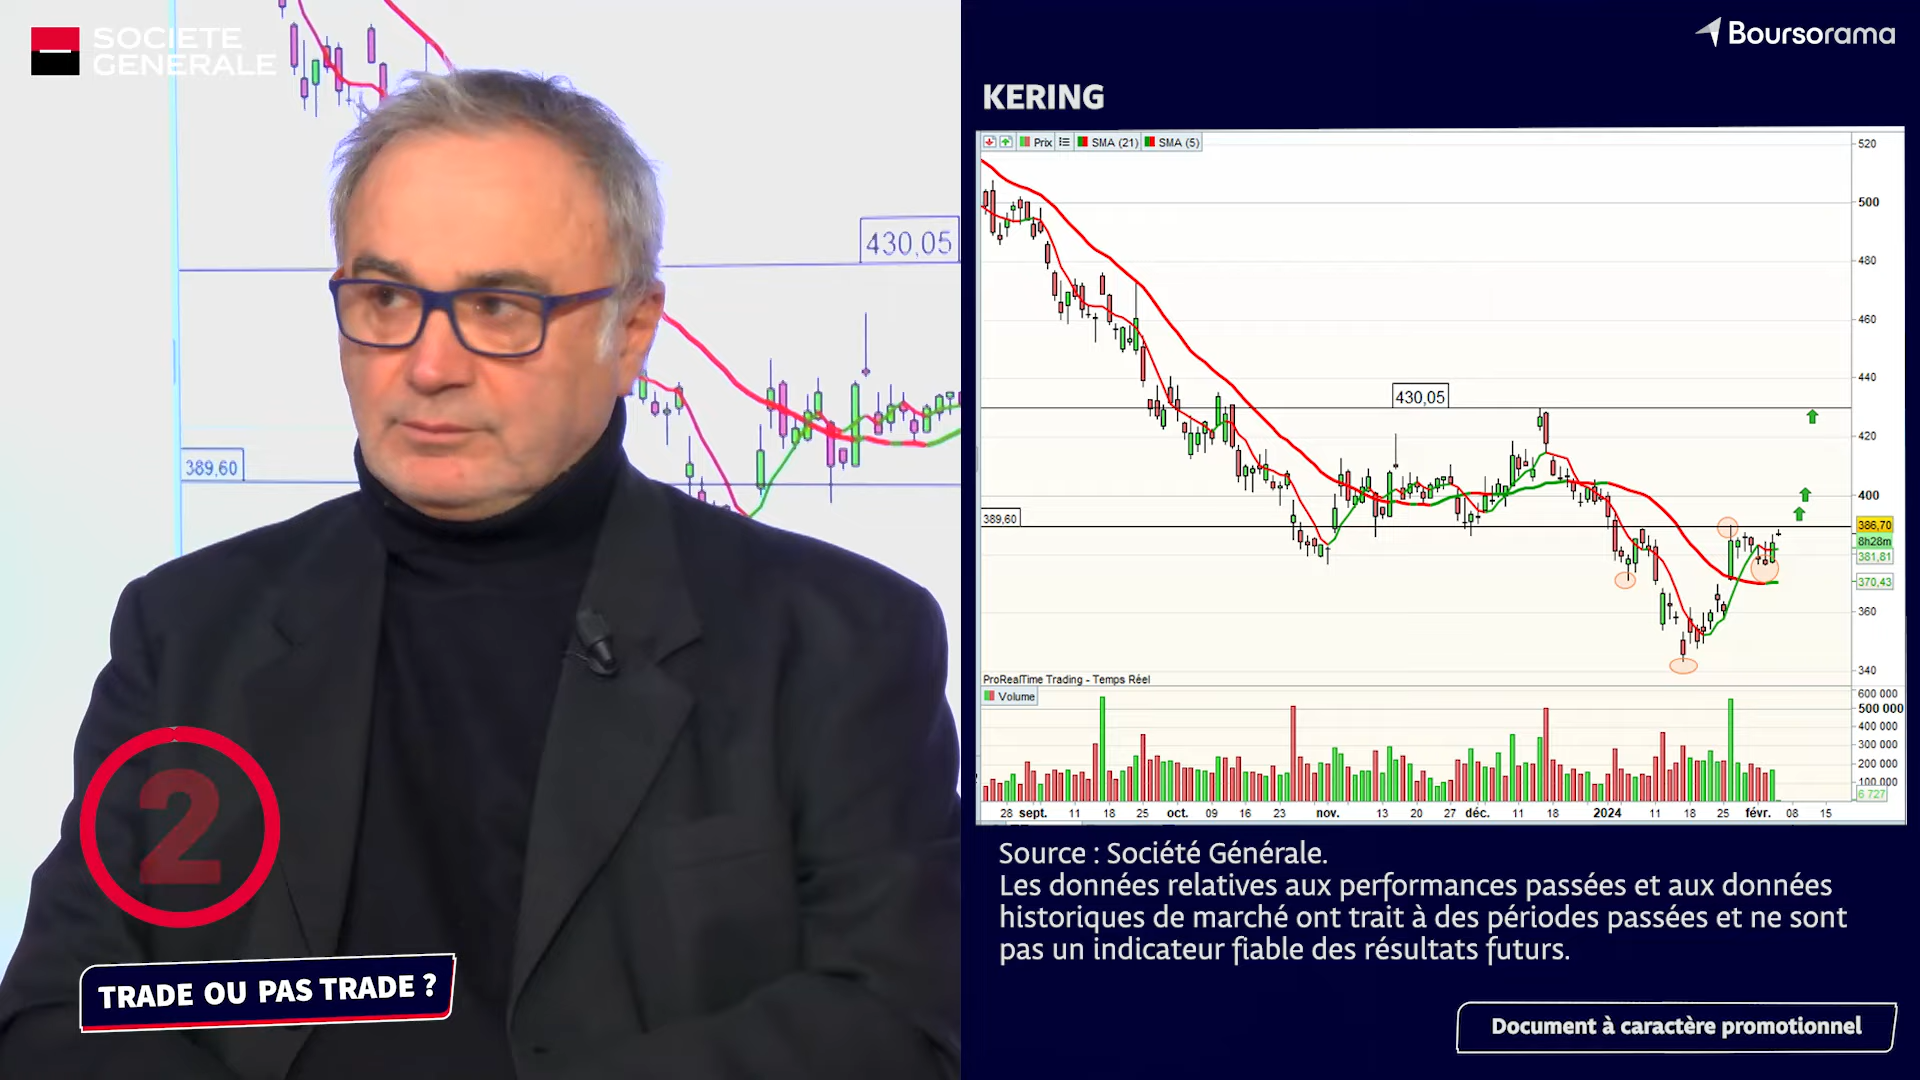 SOCIETE
GENERALE
Boursorama
KERING
Prix SMA (21) SMA (5)
520
500
480
460
440
430,05
420
400
389,60
386,70
8h28m
381,81
370,43
360
340
ProRealTime Trading - Temps Réel
Volume
600 000
500 000
400 000
300 000
200 000
100 000
6 727
28 sept. 11 18 25 oct. 09 16 23 nov. 13 20 27 déc. 11 18 2024 11 18 25 févr. 08 15
430,05
389,60
2
TRADE OU PAS TRADE ?
Source : Société Générale.
Les données relatives aux performances passées et aux données
historiques de marché ont trait à des périodes passées et ne sont
pas un indicateur fiable des résultats futurs.
Document à caractère promotionnel